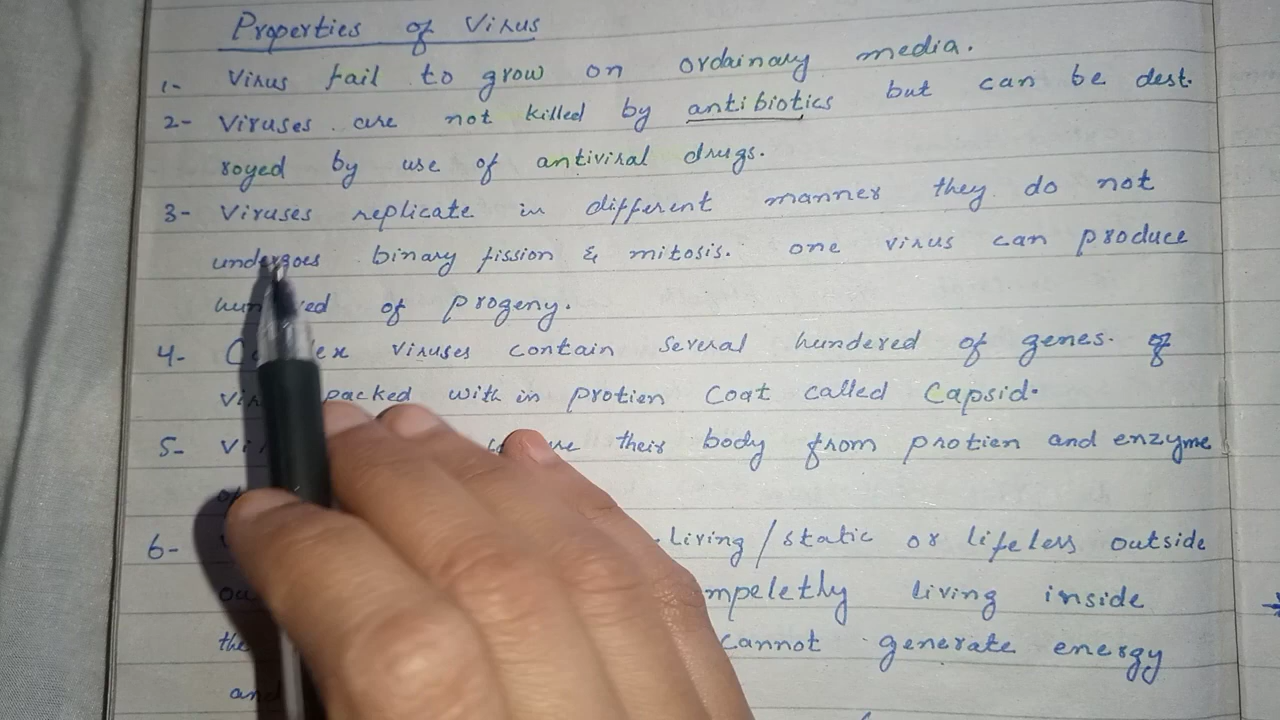 Properties of Virus
1- Virus fail to grow on ordainary media.
2- Viruses are not killed by antibiotics but can be dest.
royed by use of antiviral drugs.
3- Viruses replicate in different manner they do not
undergoes binary fission & mitosis. one virus can produce
of progeny.
4- viruses contain several hundered of genes. of
packed with in protien coat called Capsid.
5- their body from protien and enzyme
6- living/static or lifeless outside
living inside
the cannot generate energy
and